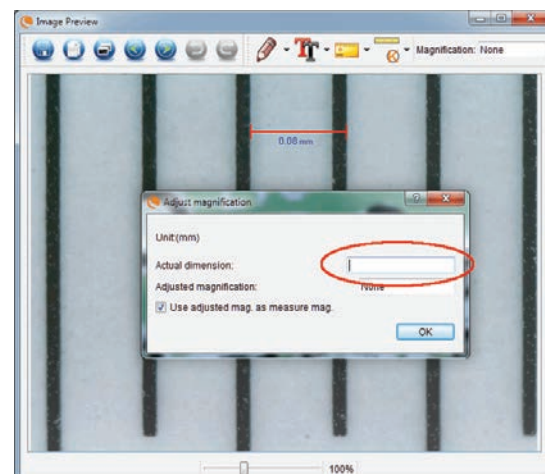 Image Preview
Magnification: None
0.08 mm
Adjust magnification
Unit:(mm)
Actual dimension:
Adjusted magnification: None
Use adjusted mag. as measure mag.
OK
100%